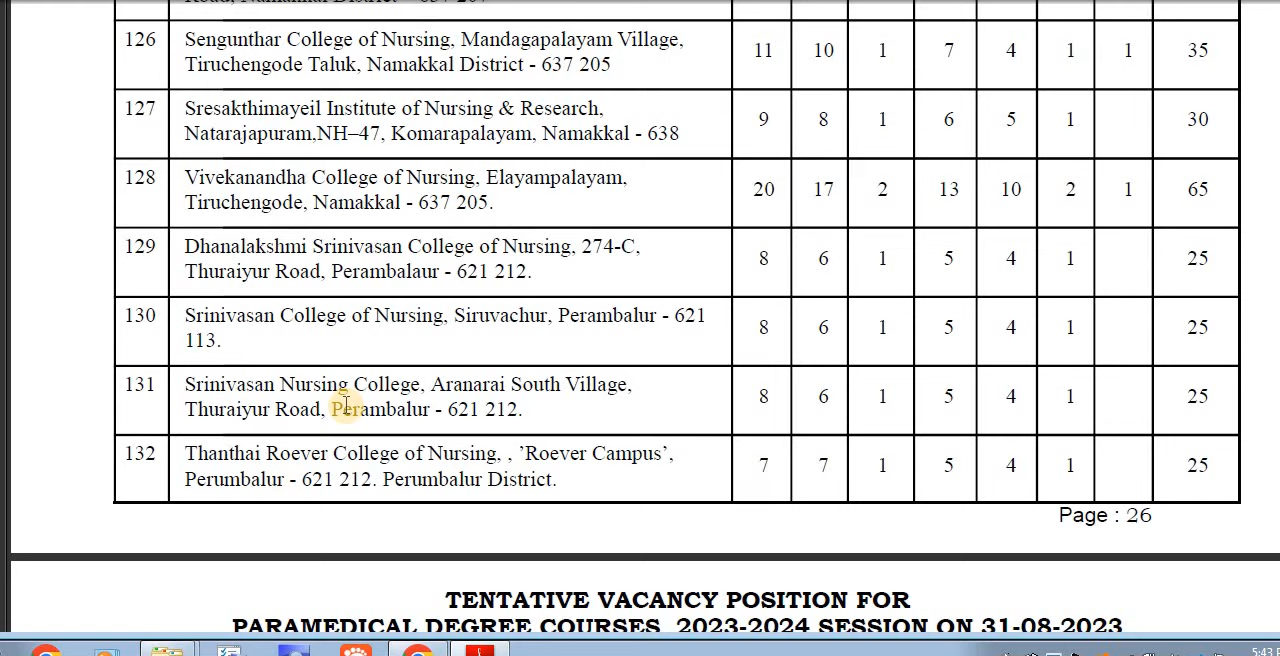 126 Sengunthar College of Nursing, Mandagapalayam Village, 11 10 1 7 4 1 1 35
Tiruchengode Taluk, Namakkal District - 637 205
127 Sresakthimayeil Institute of Nursing & Research, 9 8 1 6 5 1 30
Natarajapuram,NH–47, Komarapalayam, Namakkal - 638
128 Vivekanandha College of Nursing, Elayampalayam, 20 17 2 13 10 2 1 65
Tiruchengode, Namakkal - 637 205.
129 Dhanalakshmi Srinivasan College of Nursing, 274-C, 8 6 1 5 4 1 25
Thuraiyur Road, Perambalaur - 621 212.
130 Srinivasan College of Nursing, Siruvachur, Perambalur - 621 8 6 1 5 4 1 25
113.
131 Srinivasan Nursing College, Aranarai South Village, 8 6 1 5 4 1 25
Thuraiyur Road, Perambalur - 621 212.
132 Thanthai Roever College of Nursing, , ’Roever Campus’, 7 7 1 5 4 1 25
Perumbalur - 621 212. Perumbalur District.
Page : 26
TENTATIVE VACANCY POSITION FOR
PARAMEDICAL DEGREE COURSES 2023-2024 SESSION ON 31-08-2023
5:43